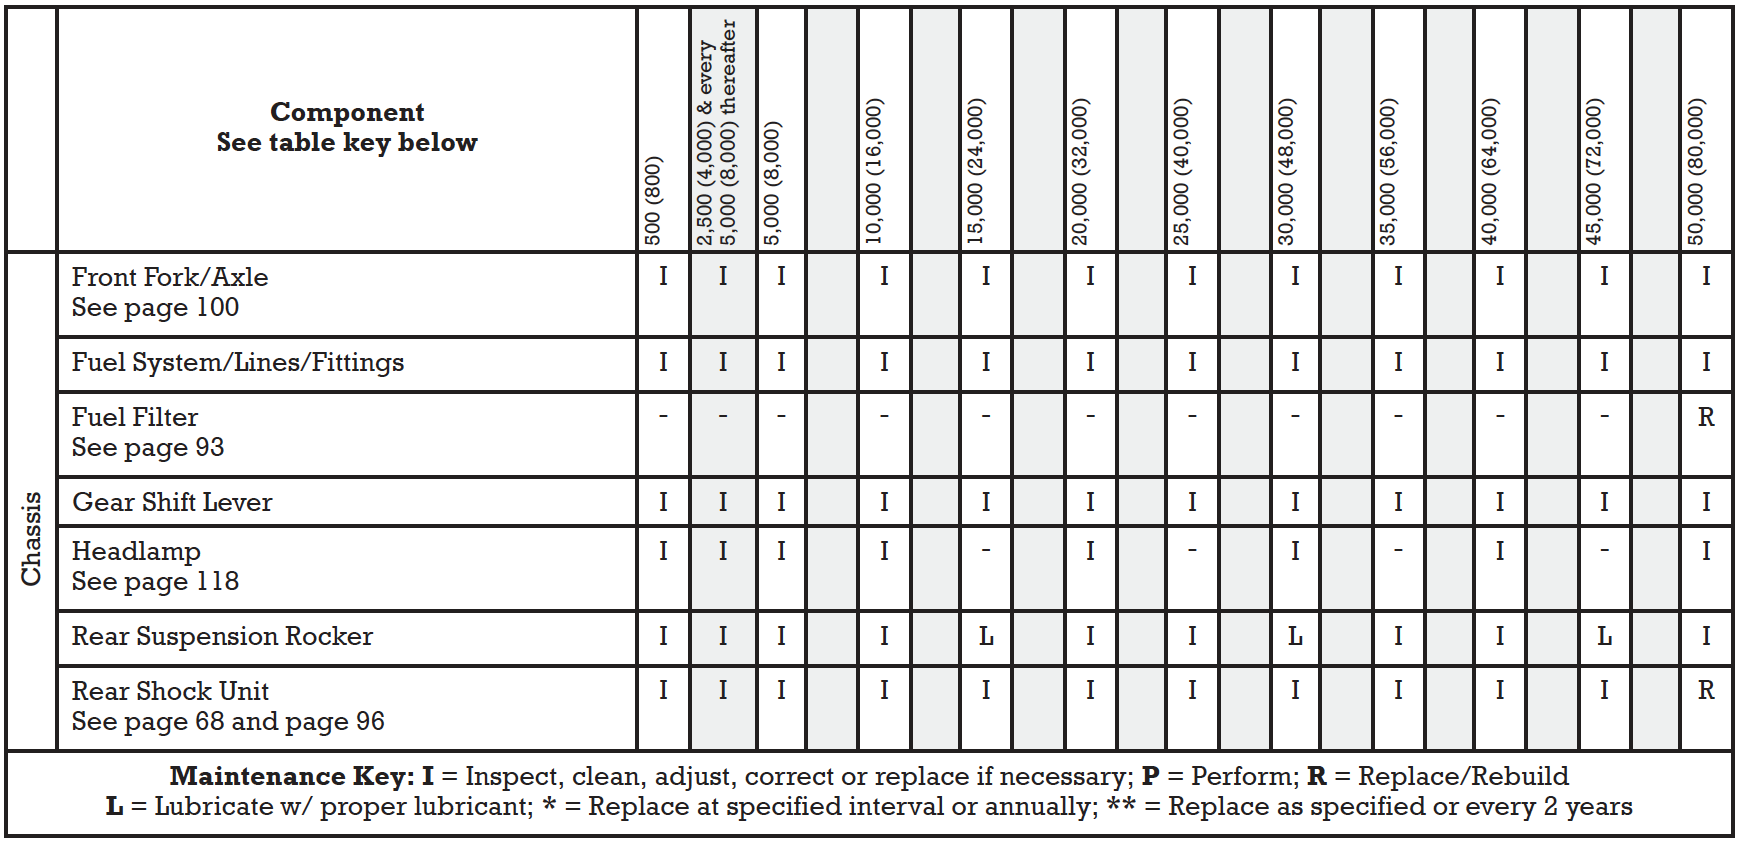 Component
See table key below
500 (800)
2,500 (4,000) & every
5,000 (8,000) thereafter
5,000 (8,000)
10,000 (16,000)
15,000 (24,000)
20,000 (32,000)
25,000 (40,000)
30,000 (48,000)
35,000 (56,000)
40,000 (64,000)
45,000 (72,000)
50,000 (80,000)
Chassis
Front Fork/Axle I I I I I I I I I I I I
See page 100
Fuel System/Lines/Fittings I I I I I I I I I I I I
Fuel Filter - - - - - - - - - - - R
See page 93
Gear Shift Lever I I I I I I I I I I I I
Headlamp I I I I - I - I - I - I
See page 118
Rear Suspension Rocker I I I I L I I L I I L I
Rear Shock Unit I I I I I I I I I I I R
See page 68 and page 96
Maintenance Key: I = Inspect, clean, adjust, correct or replace if necessary; P = Perform; R = Replace/Rebuild
L = Lubricate w/ proper lubricant; * = Replace at specified interval or annually; ** = Replace as specified or every 2 years